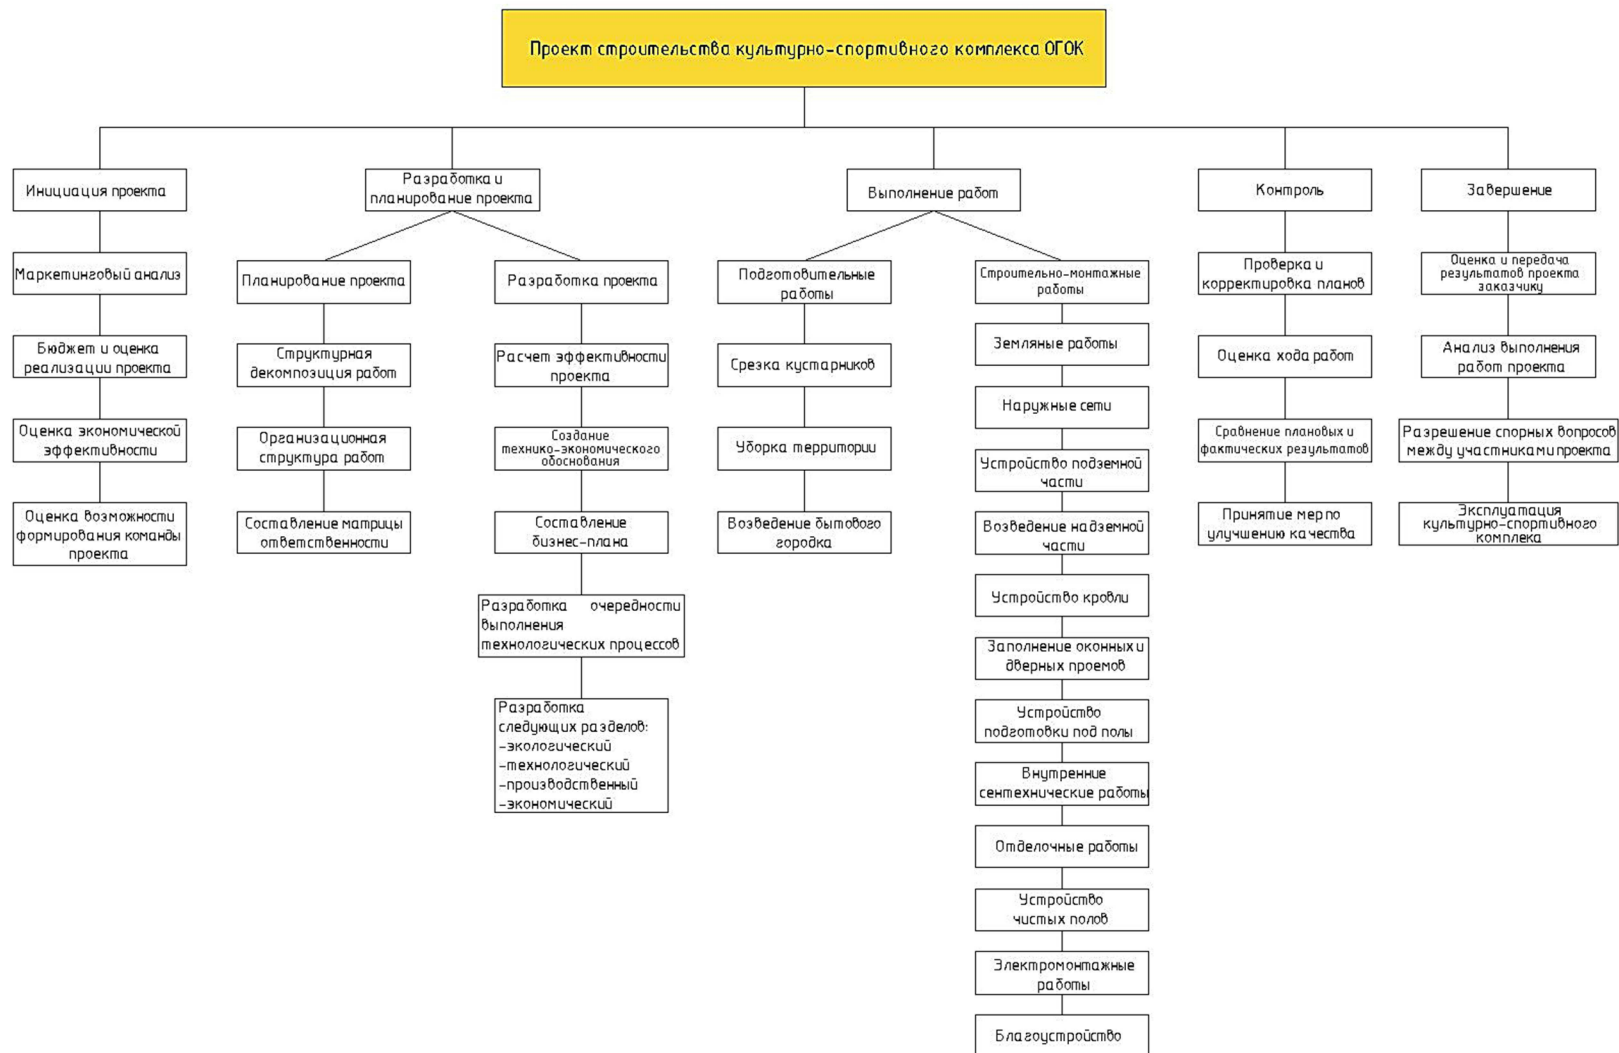 Проект строительства культурно-спортивного комплекса ОГОК
Инициация проекта
Маркетинговый анализ
Бюджет и оценка
реализации проекта
Оценка экономической
эффективности
Оценка возможности
формирования команды
проекта
Разработка и
планирование проекта
Планирование проекта
Структурная
декомпозиция работ
Организационная
структура работ
Составление матрицы
ответственности
Разработка проекта
Расчет эффективности
проекта
Создание
технико-экономического
обоснования
Составление
бизнес-плана
Разработка очередности
выполнения
технологических процессов
Разработка
следующих разделов:
-экологический
-технологический
-производственный
-экономический
Выполнение работ
Подготовительные
работы
Срезка кустарников
Уборка территории
Возведение бытового
городка
Строительно-монтажные
работы
Земляные работы
Наружные сети
Устройство подземной
части
Возведение надземной
части
Устройство кровли
Заполнение оконных и
дверных проемов
Устройство
подготовки под полы
Внутренние
сентехнические работы
Отделочные работы
Устройство
чистых полов
Электромонтажные
работы
Благоустройство
Контроль
Проверка и
корректировка планов
Оценка хода работ
Сравнение плановых и
фактических результатов
Принятие мер по
улучшению качества
Завершение
Оценка и передача
результатов проекта
заказчику
Анализ выполнения
работ проекта
Разрешение спорных вопросов
между участниками проекта
Эксплуатация
культурно-спортивного
комплека